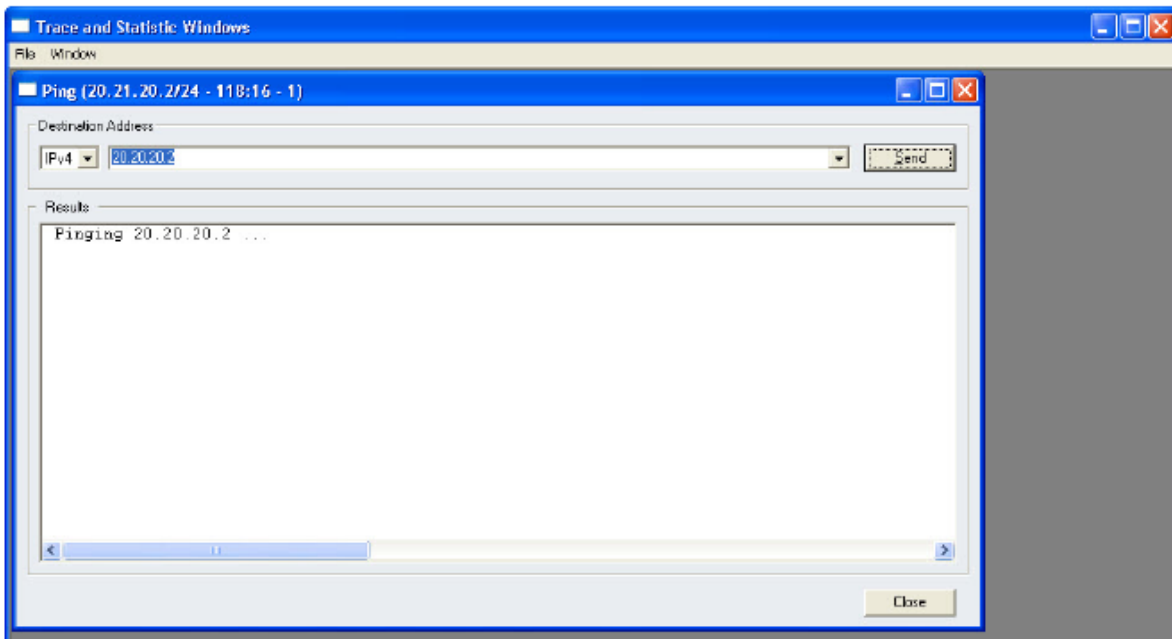 Trace and Statistic Windows
File Window
Ping (20.21.20.2/24 - 118:16 - 1)
Destination Address
IPv4 20.20.20.2 Send
Results
Pinging 20.20.20.2 ...
Close